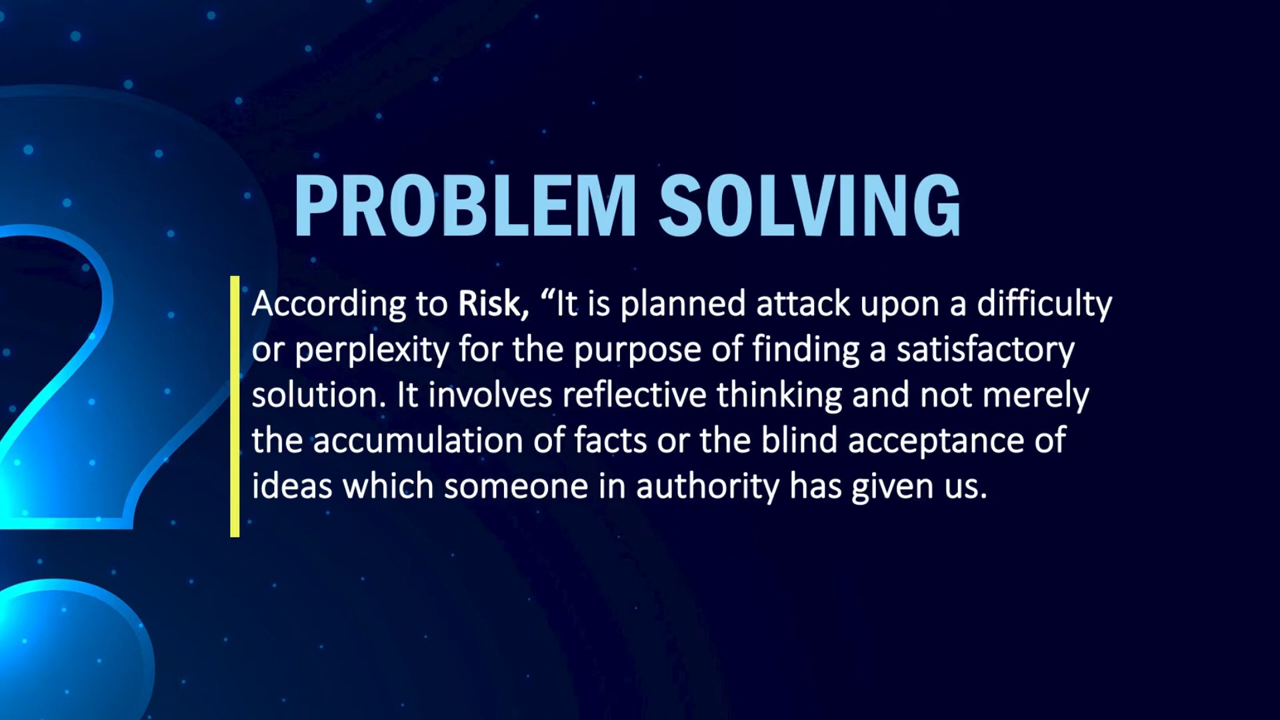 PROBLEM SOLVING
According to Risk, “It is planned attack upon a difficulty
or perplexity for the purpose of finding a satisfactory
solution. It involves reflective thinking and not merely
the accumulation of facts or the blind acceptance of
ideas which someone in authority has given us.